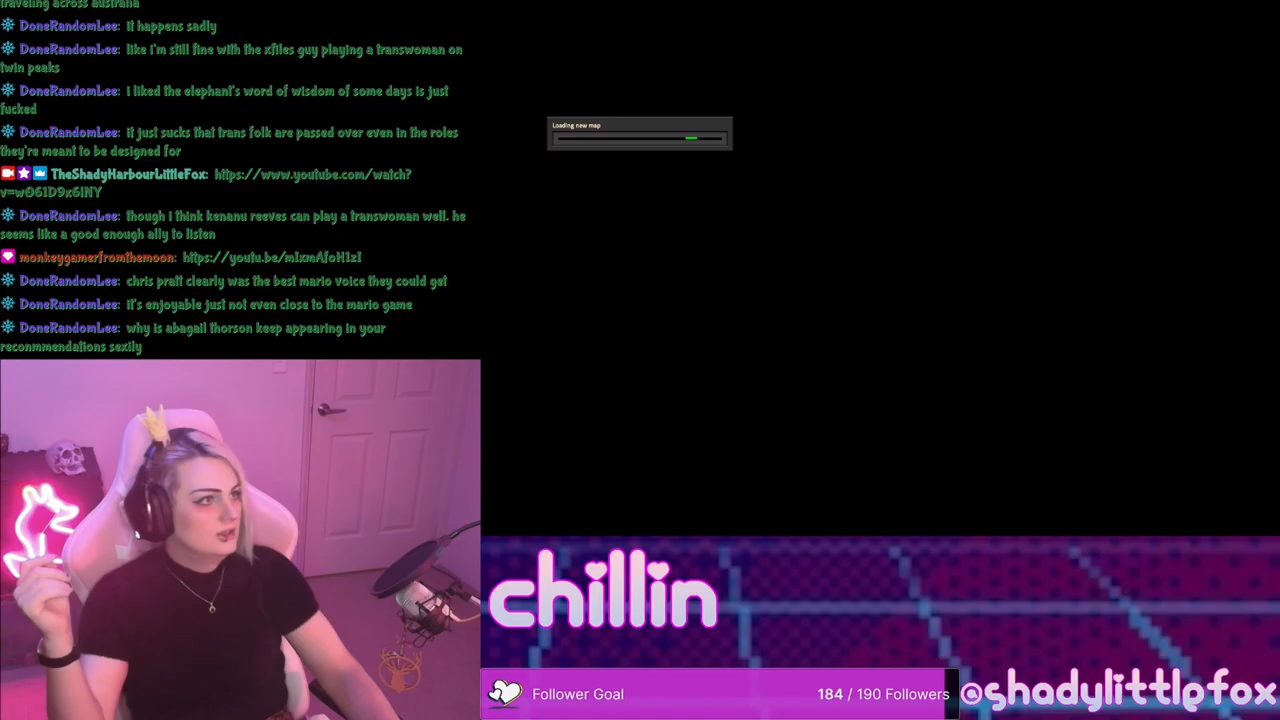 traveling across australia
DoneRandomLee: it happens sadly
DoneRandomLee: like i'm still fine with the xfiles guy playing a transwoman on
twin peaks
DoneRandomLee: i liked the elephant's word of wisdom of some days is just
fucked
DoneRandomLee: it just sucks that trans folk are passed over even in the roles
they're meant to be designed for
TheShadyHarbourLittleFox: https://www.youtube.com/watch?
DoneRandomLee: though i think kenanu reeves can play a transwoman well. he
seems like a good enough ally to listen
monkeygamerfromthemoon: https://youtu.be/mIxmAfoH1zI
DoneRandomLee: chris pratt clearly was the best mario voice they could get
DoneRandomLee: it's enjoyable just not even close to the mario game
DoneRandomLee: why is abagail thorson keep appearing in your
reconmmendations sexily
Loading new map
chillin
Follower Goal
184 / 190 Followers
@shadylittlefox